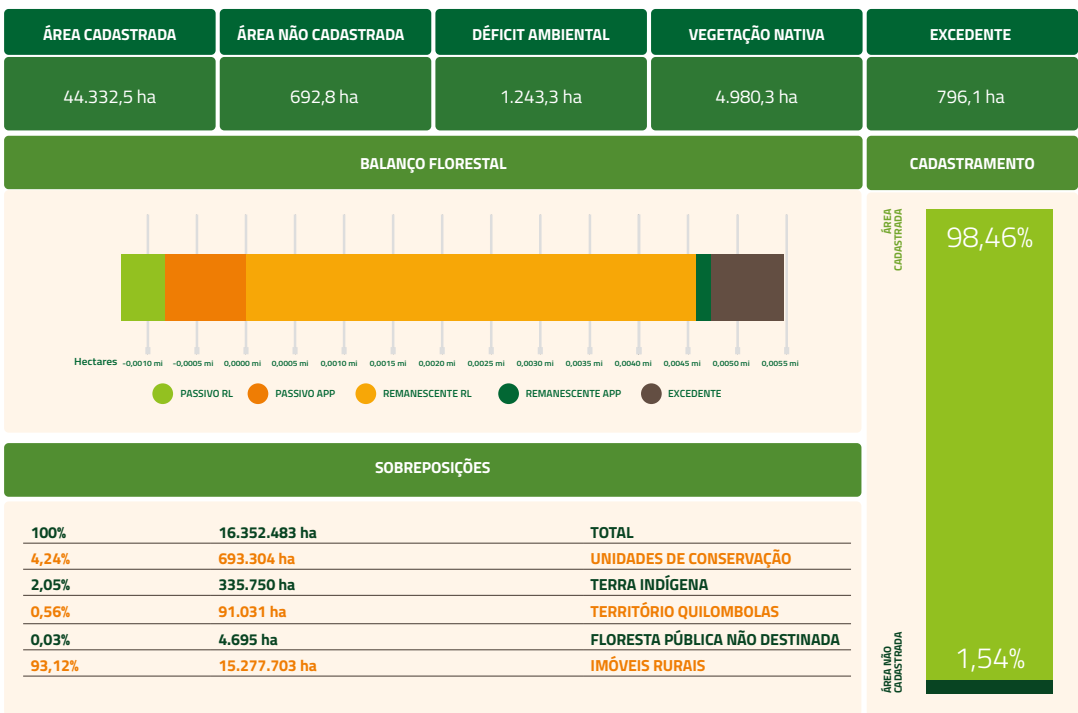 ÁREA CADASTRADA
ÁREA NÃO CADASTRADA
DÉFICIT AMBIENTAL
VEGETAÇÃO NATIVA
EXCEDENTE
44.332,5 ha
692,8 ha
1.243,3 ha
4.980,3 ha
796,1 ha
BALANÇO FLORESTAL
CADASTRAMENTO
Hectares -0,0010 mi -0,0005 mi 0,0000 mi 0,0005 mi 0,0010 mi 0,0015 mi 0,0020 mi 0,0025 mi 0,0030 mi 0,0035 mi 0,0040 mi 0,0045 mi 0,0050 mi 0,0055 mi
PASSIVO RL PASSIVO APP REMANESCENTE RL REMANESCENTE APP EXCEDENTE
ÁREA
CADASTRADA
98,46%
SOBREPOSIÇÕES
100% 16.352.483 ha TOTAL
4,24% 693.304 ha UNIDADES DE CONSERVAÇÃO
2,05% 335.750 ha TERRA INDÍGENA
0,56% 91.031 ha TERRITÓRIO QUILOMBOLAS
0,03% 4.695 ha FLORESTA PÚBLICA NÃO DESTINADA
93,12% 15.277.703 ha IMÓVEIS RURAIS
ÁREA NÃO
CADASTRADA
1,54%